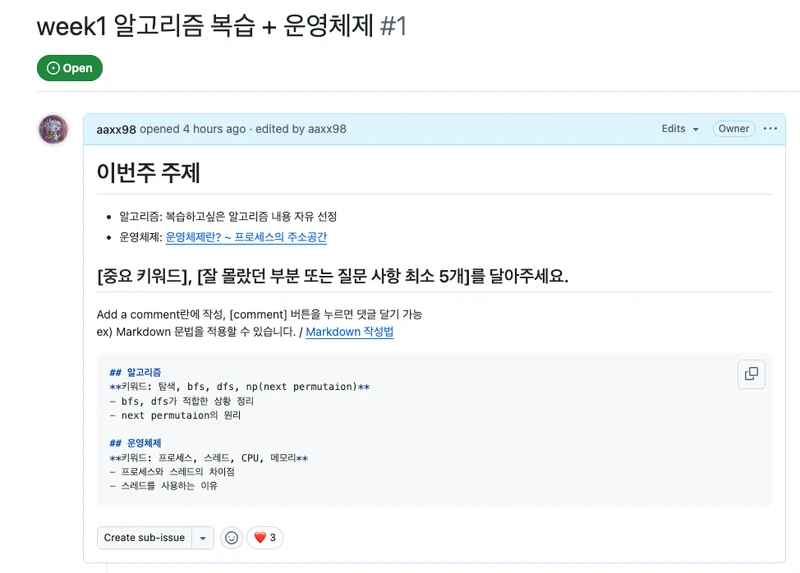 week1 알고리즘 복습 + 운영체제 #1
Open
aaxx98 opened 4 hours ago · edited by aaxx98
Edits
Owner
이번주 주제
알고리즘: 복습하고싶은 알고리즘 내용 자유 선정
운영체제: 운영체제란? ~ 프로세스의 주소공간
[중요 키워드], [잘 몰랐던 부분 또는 질문 사항 최소 5개]를 달아주세요.
Add a comment란에 작성, [comment] 버튼을 누르면 댓글 달기 가능
ex) Markdown 문법을 적용할 수 있습니다. / Markdown 작성법
## 알고리즘
**키워드: 탐색, bfs, dfs, np(next permutaion)**
- bfs, dfs가 적합한 상황 정리
- next permutaion의 원리
## 운영체제
**키워드: 프로세스, 스레드, CPU, 메모리**
- 프로세스와 스레드의 차이점
- 스레드를 사용하는 이유
Create sub-issue
3